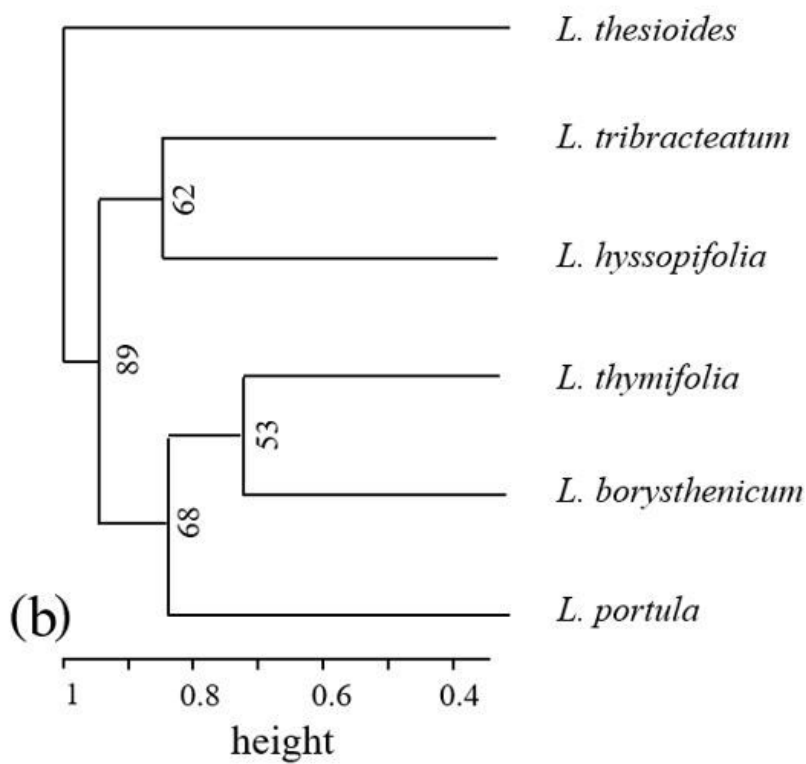 L. thesioides
L. tribracteatum
62
L. hyssopifolia
89
L. thymifolia
53
L. borysthenicum
68
(b)
L. portula
1 0.8 0.6 0.4
height